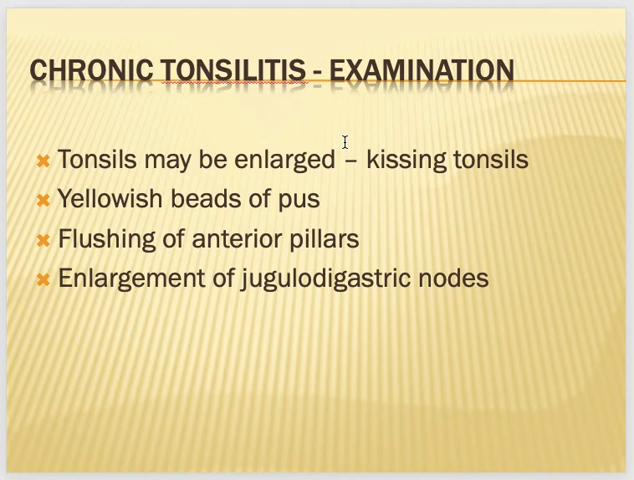 CHRONIC TONSILITIS - EXAMINATION
Tonsils may be enlarged – kissing tonsils
Yellowish beads of pus
Flushing of anterior pillars
Enlargement of jugulodigastric nodes